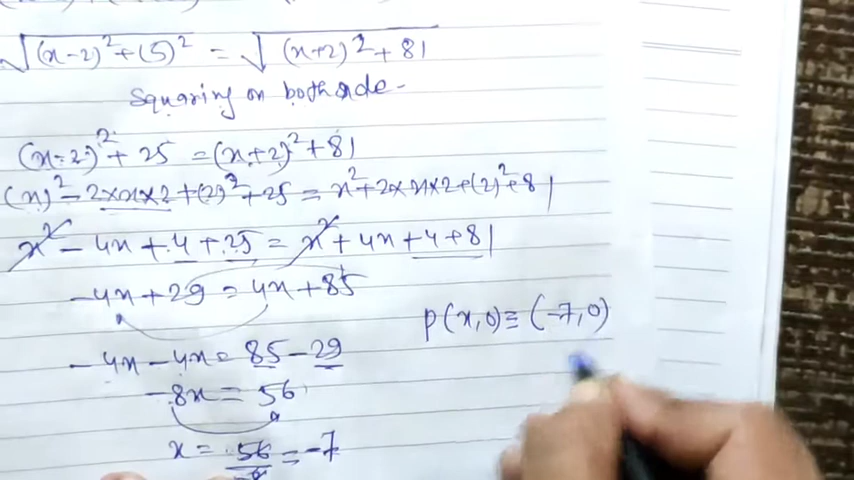 √(x-2)²+(5)² = √(x+2)²+81
Squaring on both side-
(x-2)²+25 =(x+2)²+81
(x)²-2×x×2+(2)²+25 = x²+2×x×2+(2)²+81
x²-4x+4+25 = x²+4x+4+81
-4x+29 = 4x+85
P(x,0)≡(-7,0)
-4x-4x = 85-29
-8x = 56
x = 56/-8 = -7